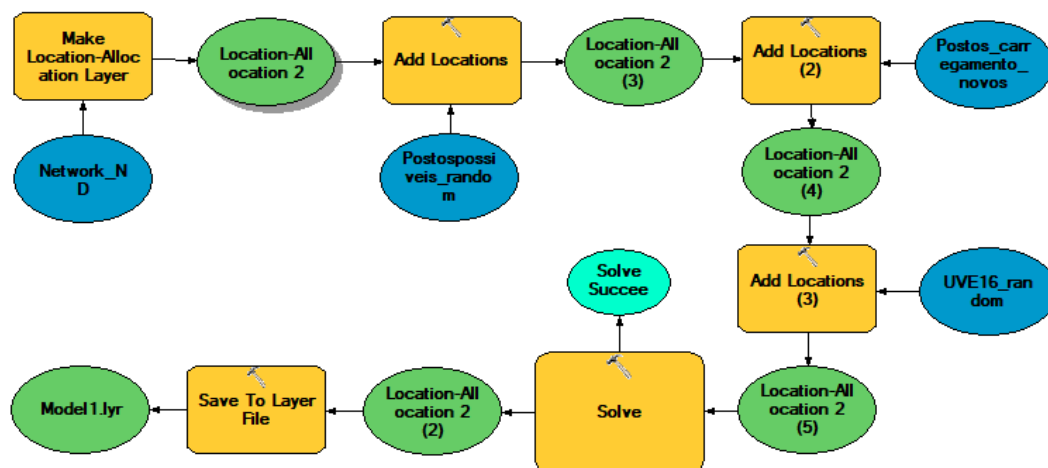 Make
Location-Alloc
ation Layer
Location-All
ocation 2
Add Locations
Location-All
ocation 2
(3)
Add Locations
(2)
Postos_carr
egamento_
novos
Network_N
D
Postospossi
veis_rando
m
Location-All
ocation 2
(4)
Solve
Succee
Add Locations
(3)
UVE16_ran
dom
Model1.lyr
Save To Layer
File
Location-All
ocation 2
(2)
Solve
Location-All
ocation 2
(5)